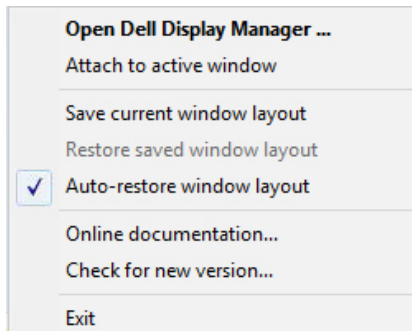 Open Dell Display Manager ...
Attach to active window
Save current window layout
Restore saved window layout
Auto-restore window layout
Online documentation...
Check for new version...
Exit